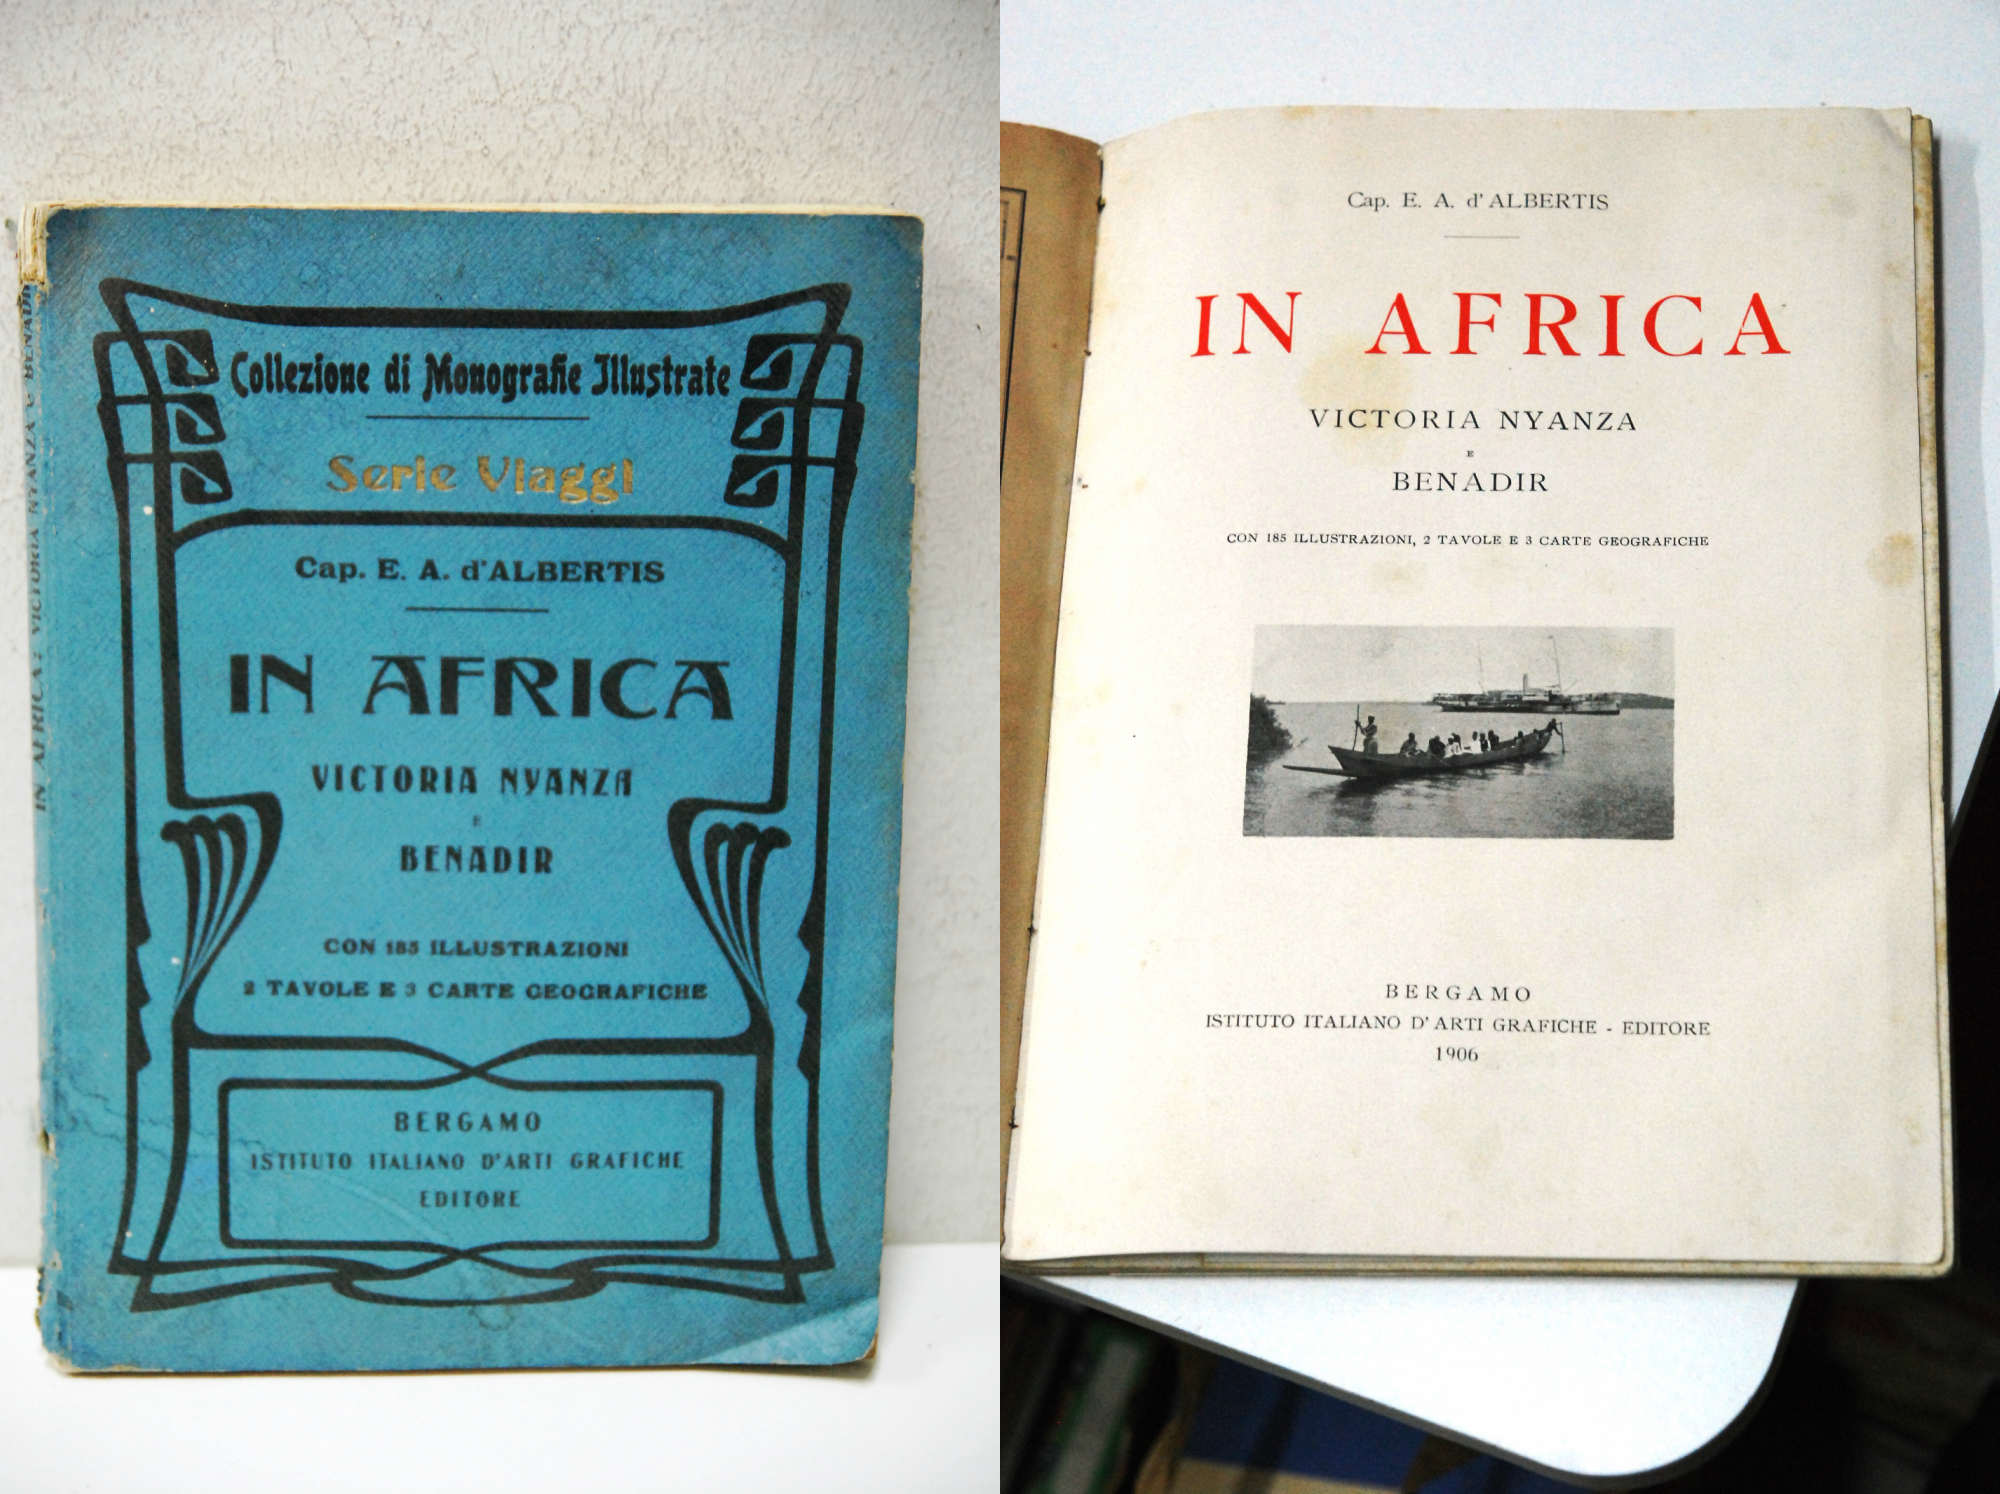 Collezione di Monografie Illustrate
Serie Viaggi
Cap. E. A. d'ALBERTIS
IN AFRICA
VICTORIA NYANZA
E
BENADIR
CON 185 ILLUSTRAZIONI
2 TAVOLE E 3 CARTE GEOGRAFICHE
BERGAMO
ISTITUTO ITALIANO D'ARTI GRAFICHE
EDITORE
IN AFRICA: VICTORIA NYANZA E BENADIR
Cap. E. A. d'ALBERTIS
IN AFRICA
VICTORIA NYANZA
E
BENADIR
CON 185 ILLUSTRAZIONI, 2 TAVOLE E 3 CARTE GEOGRAFICHE
BERGAMO
ISTITUTO ITALIANO D'ARTI GRAFICHE - EDITORE
1906